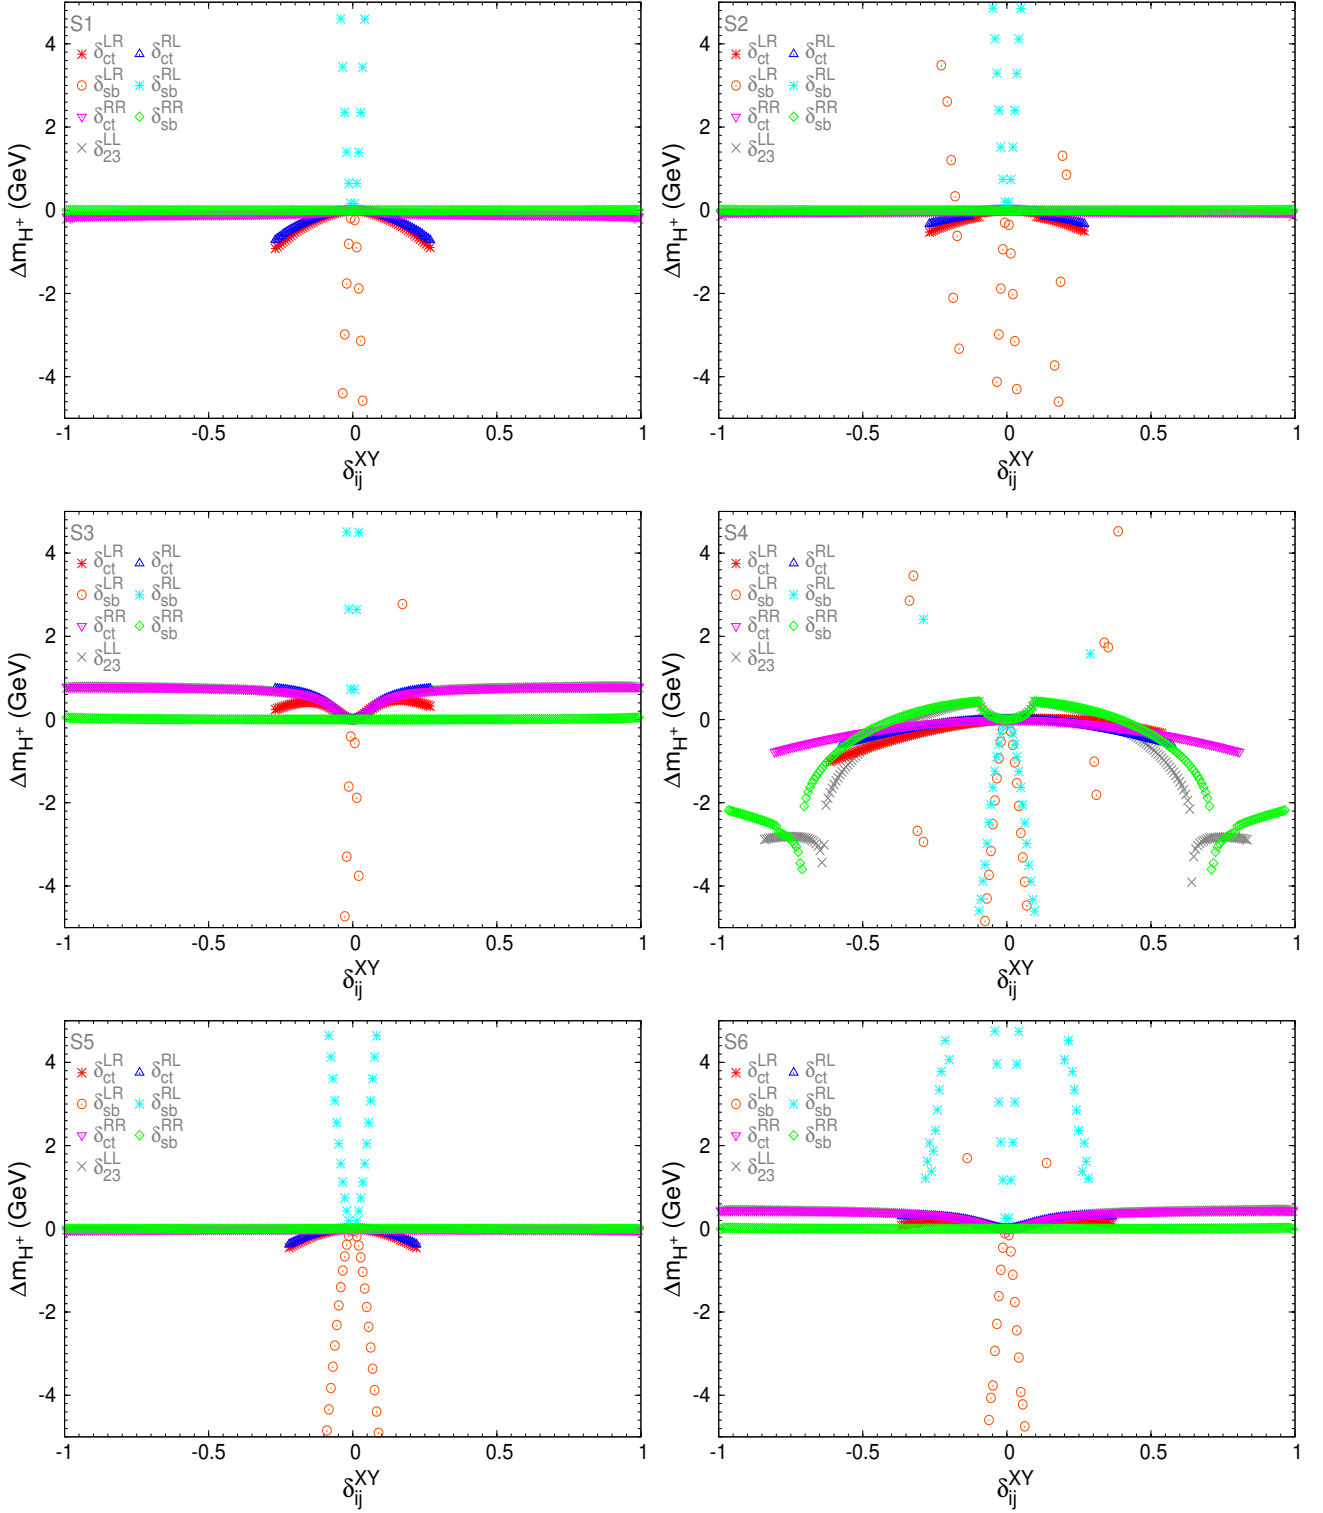 S1
δ_ct^LR δ_ct^RL
δ_sb^LR δ_sb^RL
δ_ct^RR δ_sb^RR
δ_23^LL
Δm_H+ (GeV)
4
2
0
-2
-4
-1 -0.5 0 0.5 1
δ_ij^XY
S2
δ_ct^LR δ_ct^RL
δ_sb^LR δ_sb^RL
δ_ct^RR δ_sb^RR
δ_23^LL
Δm_H+ (GeV)
4
2
0
-2
-4
-1 -0.5 0 0.5 1
δ_ij^XY
S3
δ_ct^LR δ_ct^RL
δ_sb^LR δ_sb^RL
δ_ct^RR δ_sb^RR
δ_23^LL
Δm_H+ (GeV)
4
2
0
-2
-4
-1 -0.5 0 0.5 1
δ_ij^XY
S4
δ_ct^LR δ_ct^RL
δ_sb^LR δ_sb^RL
δ_ct^RR δ_sb^RR
δ_23^LL
Δm_H+ (GeV)
4
2
0
-2
-4
-1 -0.5 0 0.5 1
δ_ij^XY
S5
δ_ct^LR δ_ct^RL
δ_sb^LR δ_sb^RL
δ_ct^RR δ_sb^RR
δ_23^LL
Δm_H+ (GeV)
4
2
0
-2
-4
-1 -0.5 0 0.5 1
δ_ij^XY
S6
δ_ct^LR δ_ct^RL
δ_sb^LR δ_sb^RL
δ_ct^RR δ_sb^RR
δ_23^LL
Δm_H+ (GeV)
4
2
0
-2
-4
-1 -0.5 0 0.5 1
δ_ij^XY